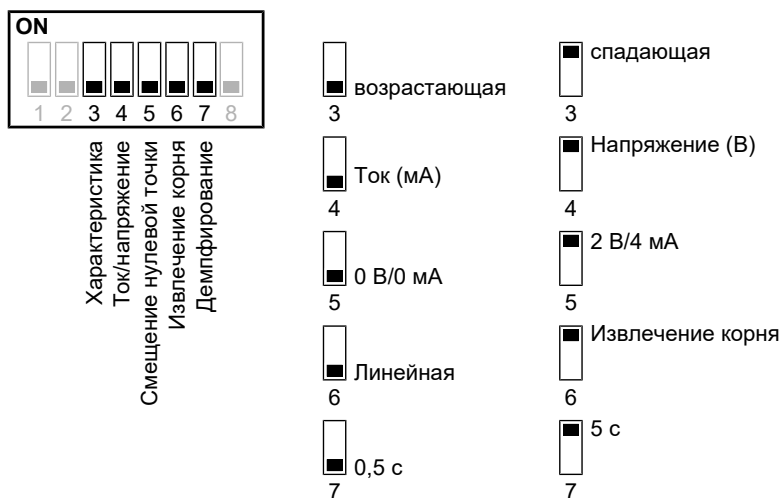 ON
1 2 3 4 5 6 7 8
Характеристика
Ток/напряжение
Смещение нулевой точки
Извлечение корня
Демпфирование
возрастающая
3
спадающая
3
Ток (мА)
4
Напряжение (В)
4
0 В/0 мА
5
2 В/4 мА
5
Линейная
6
Извлечение корня
6
0,5 с
7
5 с
7